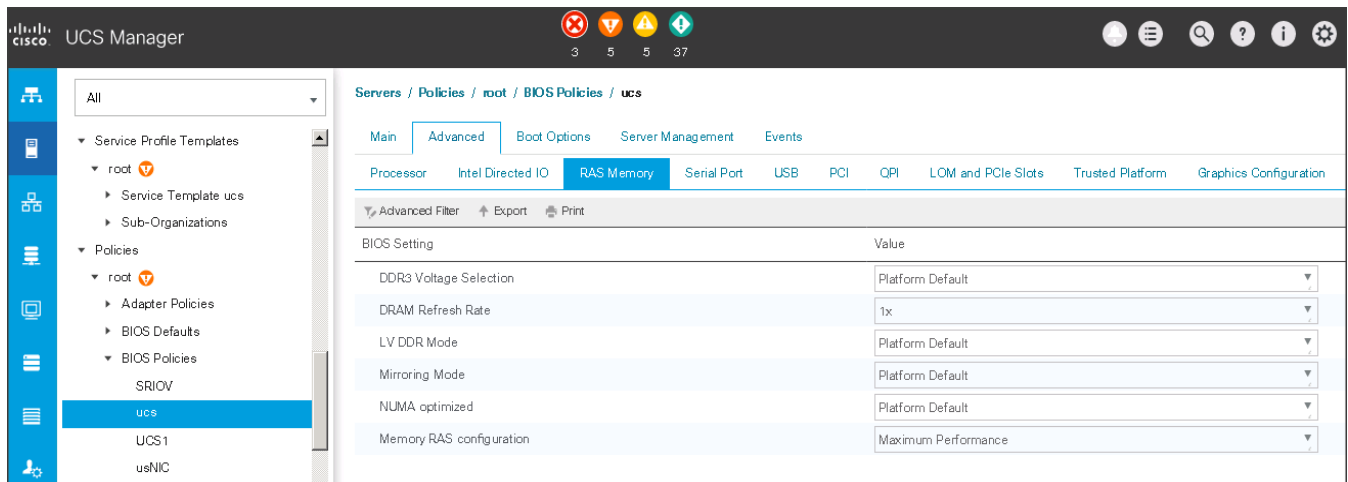 cisco. UCS Manager
3 5 5 37
All
Service Profile Templates
root
Service Template ucs
Sub-Organizations
Policies
root
Adapter Policies
BIOS Defaults
BIOS Policies
SRIOV
ucs
UCS1
usNIC
Servers / Policies / root / BIOS Policies / ucs
Main Advanced Boot Options Server Management Events
Processor Intel Directed IO RAS Memory Serial Port USB PCI QPI LOM and PCIe Slots Trusted Platform Graphics Configuration
Advanced Filter Export Print
BIOS Setting Value
DDR3 Voltage Selection Platform Default
DRAM Refresh Rate 1x
LV DDR Mode Platform Default
Mirroring Mode Platform Default
NUMA optimized Platform Default
Memory RAS configuration Maximum Performance